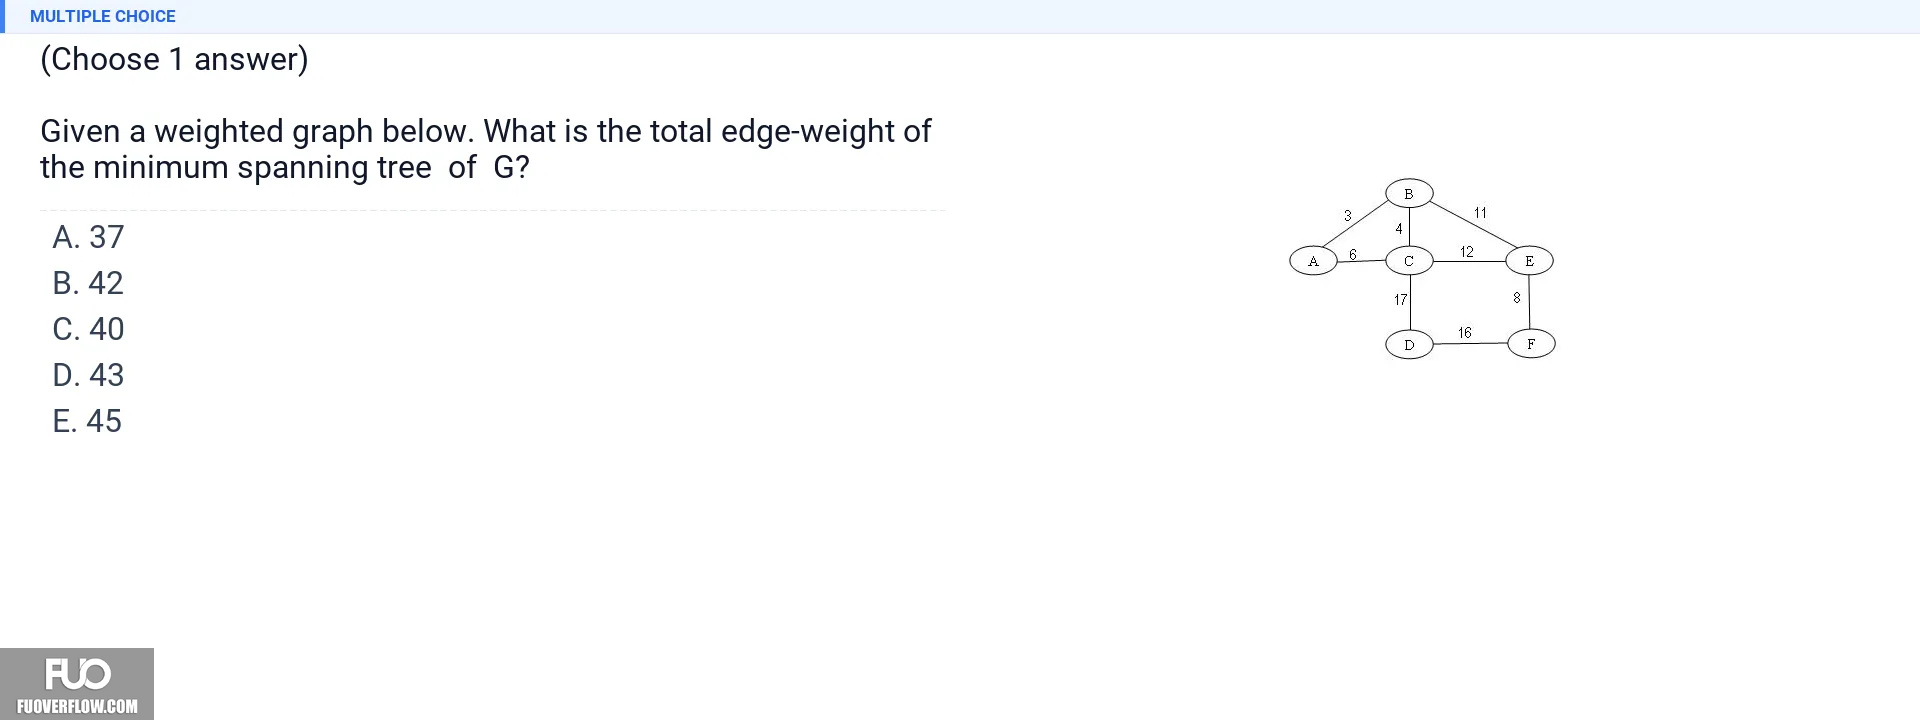 MULTIPLE CHOICE
(Choose 1 answer)
Given a weighted graph below. What is the total edge-weight of
the minimum spanning tree  of  G?
A. 37
B. 42
C. 40
D. 43
E. 45
B
3
11
4
A
6
C
12
E
17
8
16
D
F
FUO
FUOVERFLOW.COM